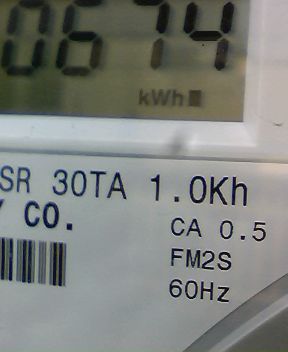 0674
kWh
SR 30TA 1.0Kh
Y CO.
CA 0.5
FM2S
60Hz